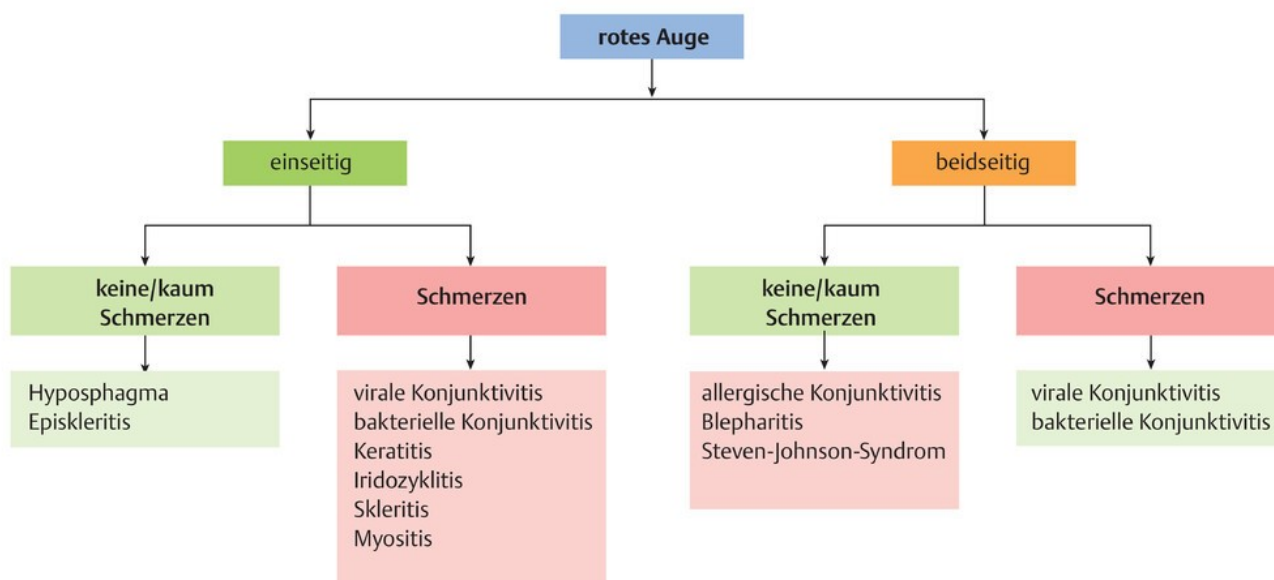 rotes Auge
einseitig
beidseitig
keine/kaum
Schmerzen
Schmerzen
keine/kaum
Schmerzen
Schmerzen
Hyposphagma
Episkleritis
virale Konjunktivitis
bakterielle Konjunktivitis
Keratitis
Iridozyklitis
Skleritis
Myositis
allergische Konjunktivitis
Blepharitis
Steven-Johnson-Syndrom
virale Konjunktivitis
bakterielle Konjunktivitis